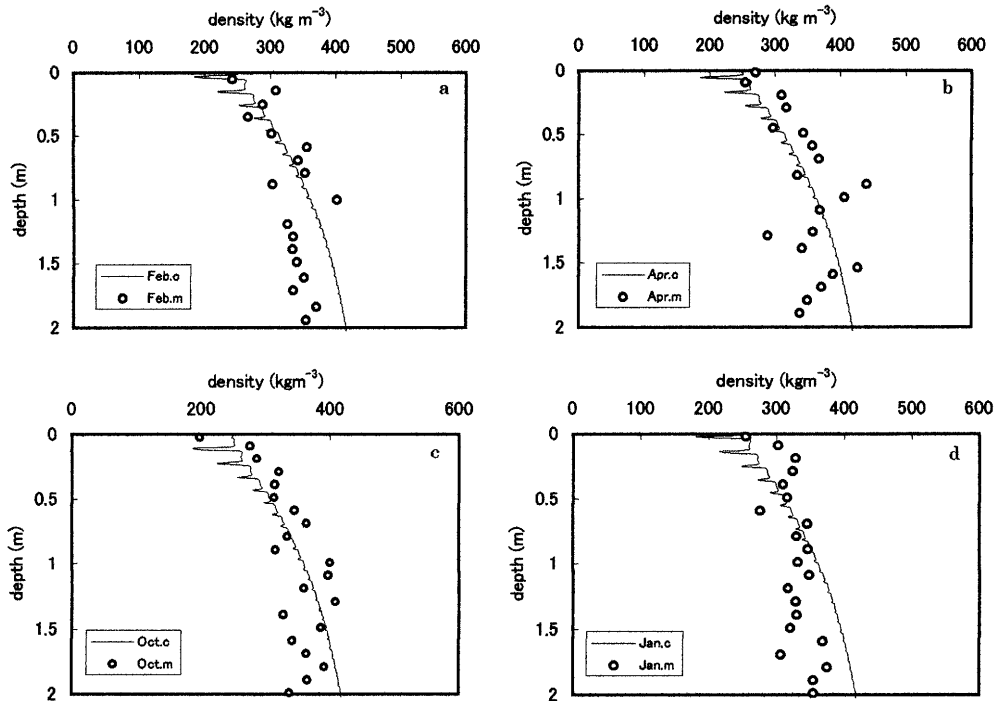 density (kg m⁻³)
0 100 200 300 400 500 600
0
0.5
1
1.5
2
depth (m)
a
Feb.c
Feb.m
density (kg m⁻³)
0 100 200 300 400 500 600
0
0.5
1
1.5
2
depth (m)
b
Apr.c
Apr.m
density (kgm⁻³)
0 200 400 600
0
0.5
1
1.5
2
depth (m)
c
Oct.c
Oct.m
density (kgm⁻³)
0 100 200 300 400 500 600
0
0.5
1
1.5
2
depth (m)
d
Jan.c
Jan.m